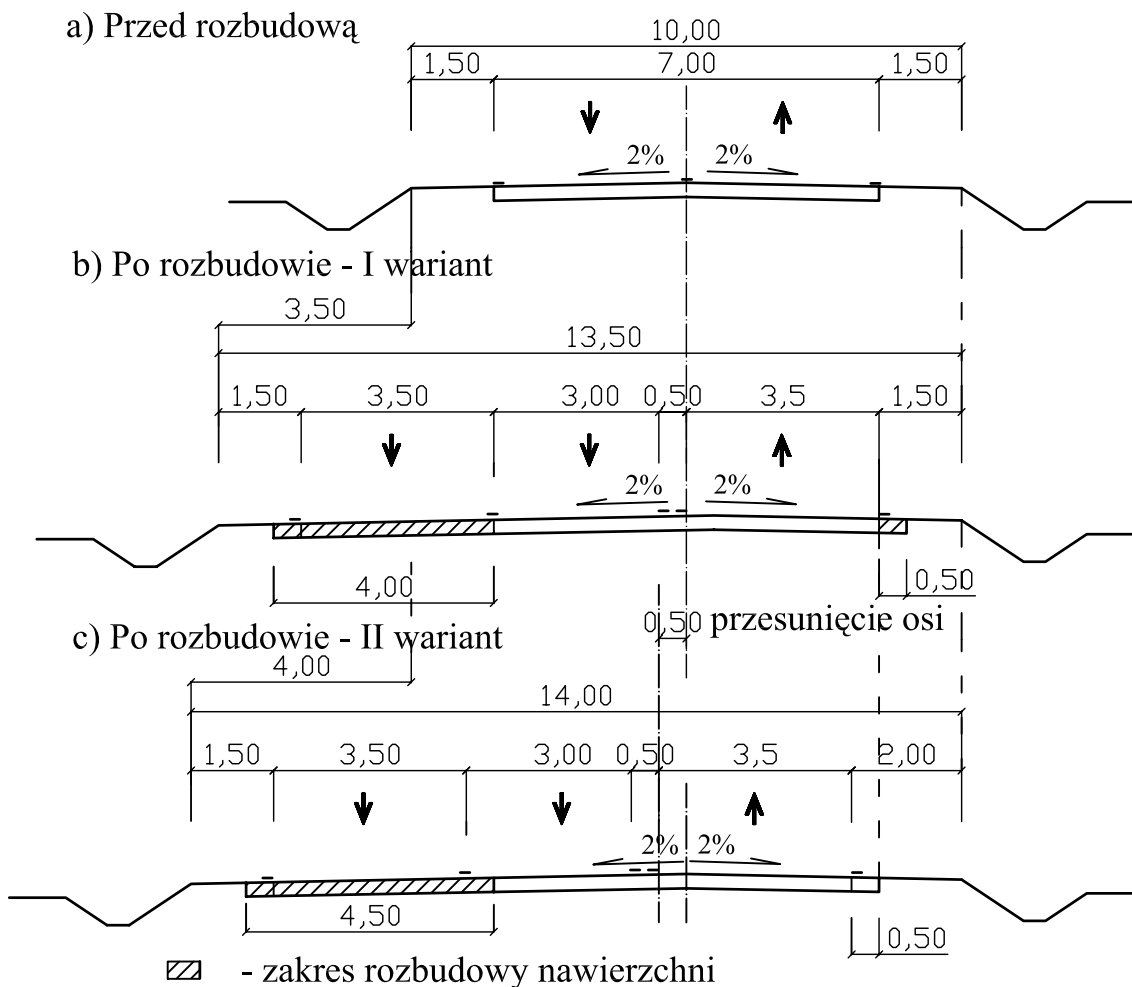 a) Przed rozbudową
10,00
1,50 7,00 1,50
2% 2%
b) Po rozbudowie - I wariant
3,50
13,50
1,50 3,50 3,00 0,50 3,5 1,50
2% 2%
4,00 0,50
0,50 przesunięcie osi
c) Po rozbudowie - II wariant
4,00
14,00
1,50 3,50 3,00 0,50 3,5 2,00
2% 2%
4,50 0,50
- zakres rozbudowy nawierzchni